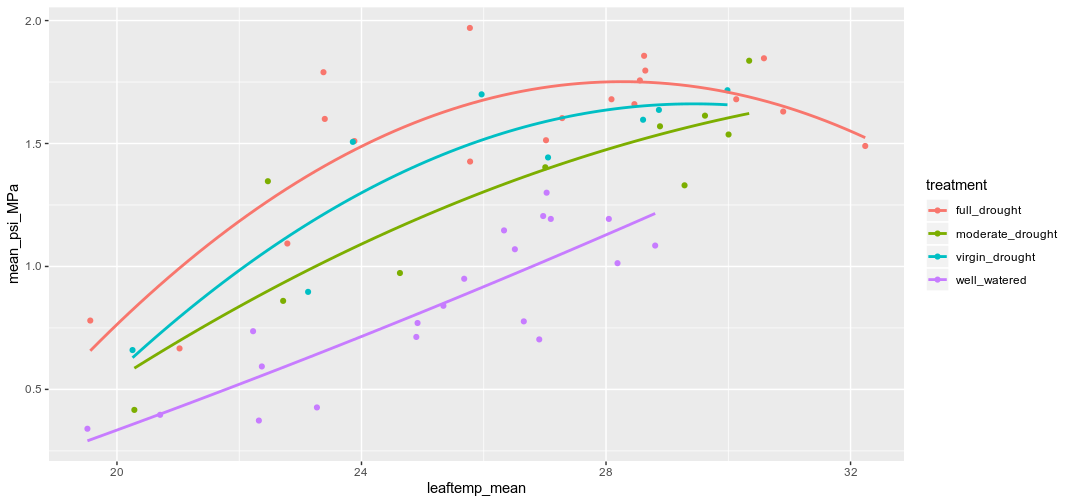 2.0
1.5
1.0
0.5
mean_psi_MPa
20 24 28 32
leaftemp_mean
treatment
full_drought
moderate_drought
virgin_drought
well_watered